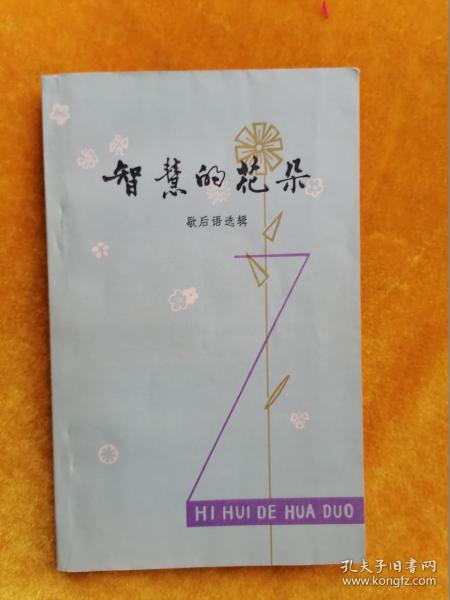 智慧的花朵
歇后语选辑
HI HUI DE HUA DUO
孔夫子旧书网
www.kongfz.com